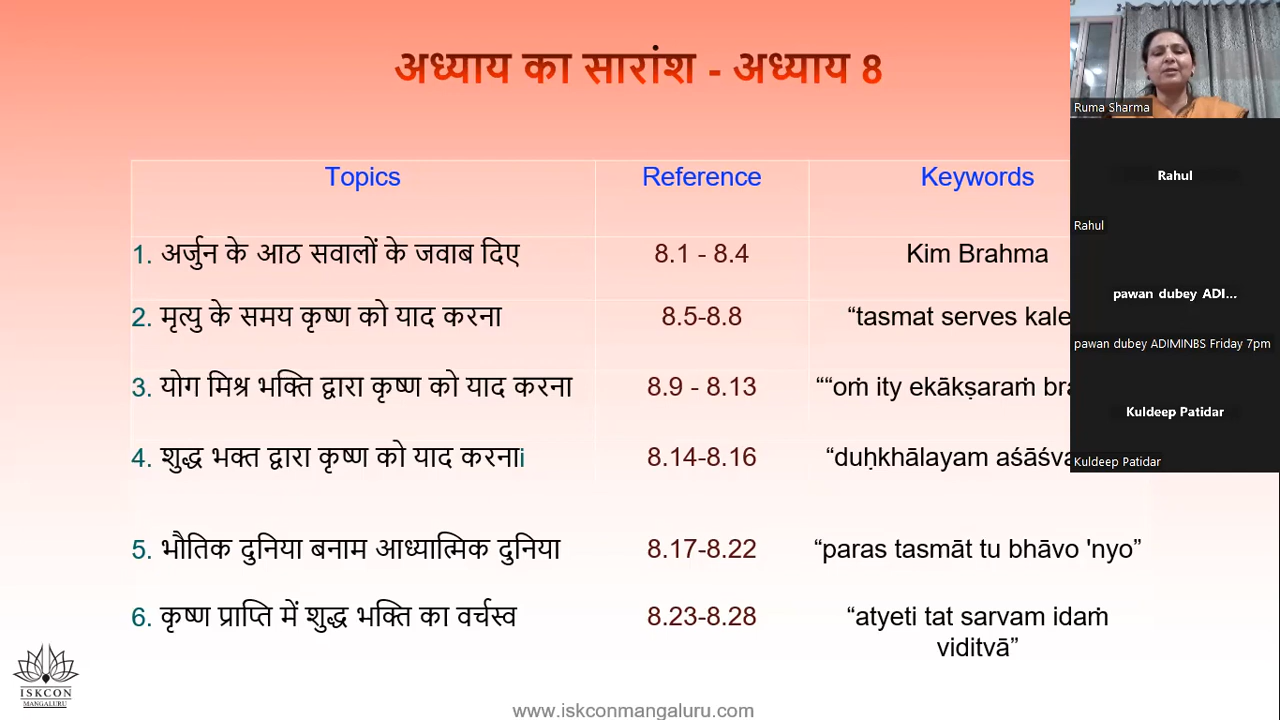 अध्याय का सारांश - अध्याय 8
Topics Reference Keywords
1. अर्जुन के आठ सवालों के जवाब दिए 8.1 - 8.4 Kim Brahma
2. मृत्यु के समय कृष्ण को याद करना 8.5-8.8 “tasmat serves kale
3. योग मिश्र भक्ति द्वारा कृष्ण को याद करना 8.9 - 8.13 ““oṁ ity ekākṣaraṁ bra
4. शुद्ध भक्त द्वारा कृष्ण को याद करनाi 8.14-8.16 “duḥkhālayam aśāśva
5. भौतिक दुनिया बनाम आध्यात्मिक दुनिया 8.17-8.22 “paras tasmāt tu bhāvo 'nyo”
6. कृष्ण प्राप्ति में शुद्ध भक्ति का वर्चस्व 8.23-8.28 “atyeti tat sarvam idaṁ
viditvā”
ISKCON
MANGALURU
www.iskconmangaluru.com
Ruma Sharma
Rahul
Rahul
pawan dubey ADI...
pawan dubey ADIMINBS Friday 7pm
Kuldeep Patidar
Kuldeep Patidar